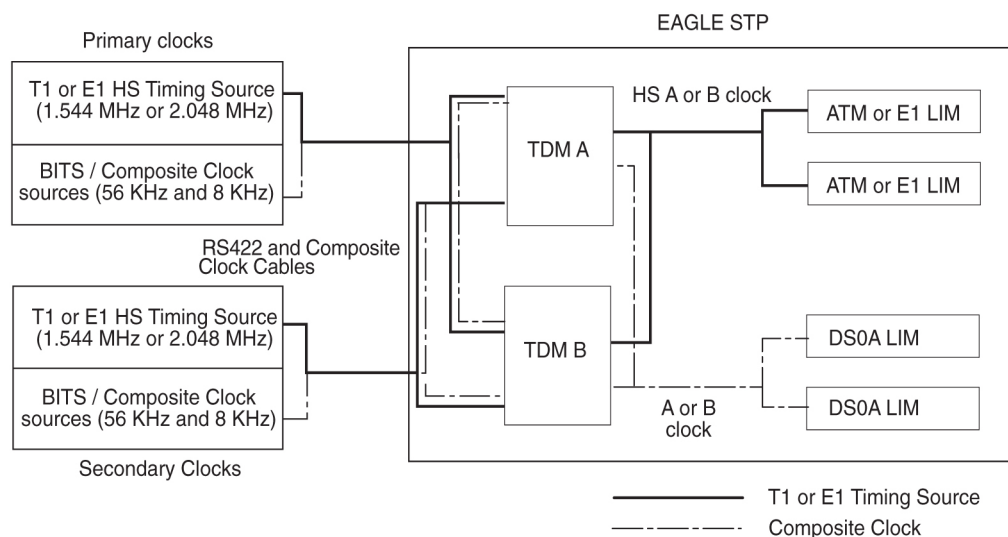 EAGLE STP
Primary clocks
T1 or E1 HS Timing Source
(1.544 MHz or 2.048 MHz)
BITS / Composite Clock
sources (56 KHz and 8 KHz)
TDM A
HS A or B clock
ATM or E1 LIM
ATM or E1 LIM
RS422 and Composite
Clock Cables
T1 or E1 HS Timing Source
(1.544 MHz or 2.048 MHz)
BITS / Composite Clock
sources (56 KHz and 8 KHz)
Secondary Clocks
TDM B
DS0A LIM
DS0A LIM
A or B
clock
T1 or E1 Timing Source
Composite Clock